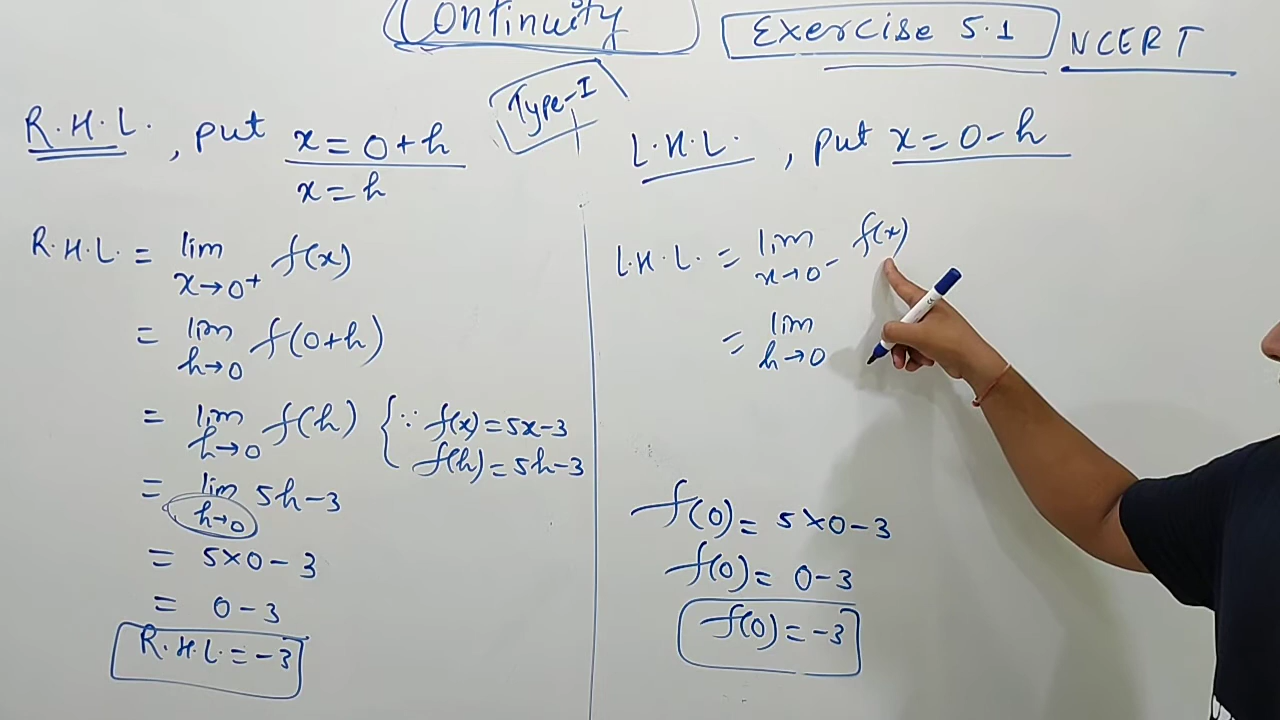 Continuity
Exercise 5.1 NCERT
Type-I
R.H.L. , put x = 0+h
x = h
R.H.L. = lim x→0+ f(x)
= lim h→0 f(0+h)
= lim h→0 f(h) { ∵ f(x) = 5x-3
f(h) = 5h-3
= lim h→0 5h-3
= 5×0-3
= 0-3
R.H.L. = -3
L.H.L. , put x = 0-h
L.H.L. = lim x→0- f(x)
= lim h→0
f(0) = 5×0-3
f(0) = 0-3
f(0) = -3